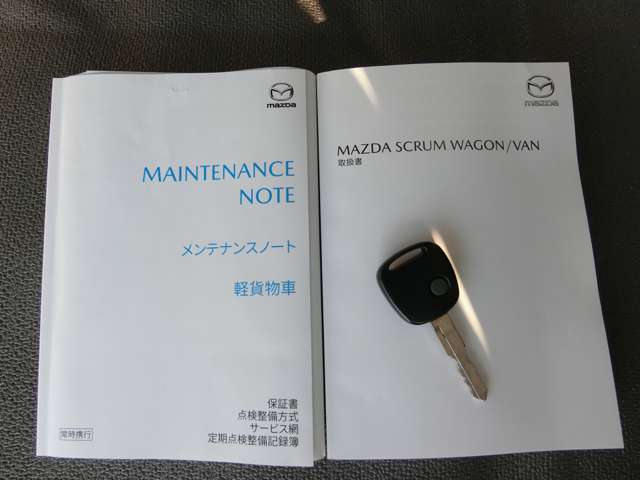 mazda
MAINTENANCE
NOTE
メンテナンスノート
軽貨物車
保証書
点検整備方式
サービス網
定期点検整備記録簿
常時携行
mazda
MAZDA SCRUM WAGON/VAN
取扱書